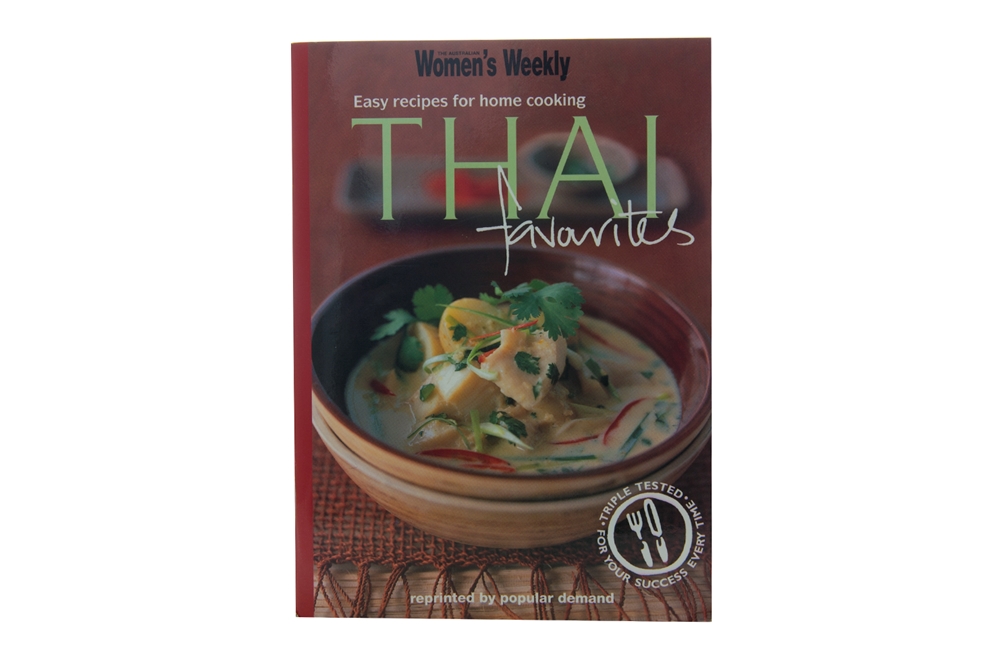 THE AUSTRALIAN
Women's Weekly
Easy recipes for home cooking
THAI
favourites
• TRIPLE TESTED •
FOR YOUR SUCCESS EVERY TIME
reprinted by popular demand